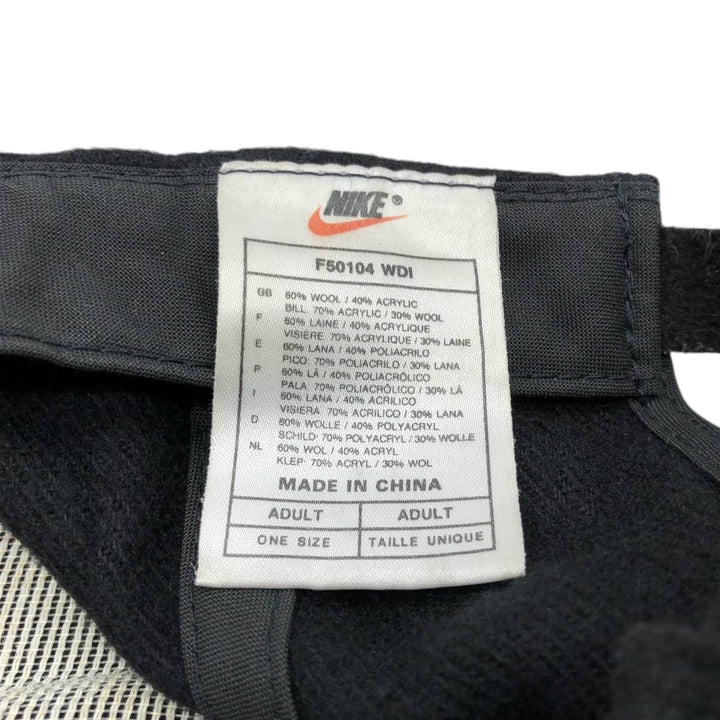 NIKE®
F50104 WDI
GB 60% WOOL / 40% ACRYLIC
BILL: 70% ACRYLIC / 30% WOOL
F 60% LAINE / 40% ACRYLIQUE
VISIERE: 70% ACRYLIQUE / 30% LAINE
E 60% LANA / 40% POLIACRILO
PICO: 70% POLIACRILO / 30% LANA
P 60% LÃ / 40% POLIACRÓLICO
PALA: 70% POLIACRÓLICO / 30% LÃ
I 60% LANA / 40% ACRILICO
VISIERA: 70% ACRILICO / 30% LANA
D 60% WOLLE / 40% POLYACRYL
SCHILD: 70% POLYACRYL / 30% WOLLE
NL 60% WOL / 40% ACRYL
KLEP: 70% ACRYL / 30% WOL
MADE IN CHINA
ADULT ADULT
ONE SIZE TAILLE UNIQUE